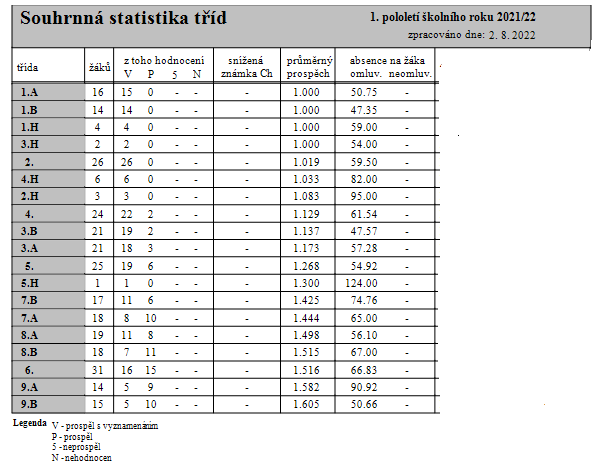 Souhrnná statistika tříd 1. pololetí školního roku 2021/22
zpracováno dne: 2. 8. 2022
z toho hodnocení snížená průměrný absence na žáka
třída žáků V P 5 N známka Ch prospěch omluv. neomluv.
1.A 16 15 0 - - - 1.000 50.75 -
1.B 14 14 0 - - - 1.000 47.35 -
1.H 4 4 0 - - - 1.000 59.00 -
3.H 2 2 0 - - - 1.000 54.00 -
2. 26 26 0 - - - 1.019 59.50 -
4.H 6 6 0 - - - 1.033 82.00 -
2.H 3 3 0 - - - 1.083 95.00 -
4. 24 22 2 - - - 1.129 61.54 -
3.B 21 19 2 - - - 1.137 47.57 -
3.A 21 18 3 - - - 1.173 57.28 -
5. 25 19 6 - - - 1.268 54.92 -
5.H 1 1 0 - - - 1.300 124.00 -
7.B 17 11 6 - - - 1.425 74.76 -
7.A 18 8 10 - - - 1.444 65.00 -
8.A 19 11 8 - - - 1.498 56.10 -
8.B 18 7 11 - - - 1.515 67.00 -
6. 31 16 15 - - - 1.516 66.83 -
9.A 14 5 9 - - - 1.582 90.92 -
9.B 15 5 10 - - - 1.605 50.66 -
Legenda V - prospěl s vyznamenáním
P - prospěl
5 - neprospěl
N - nehodnocen